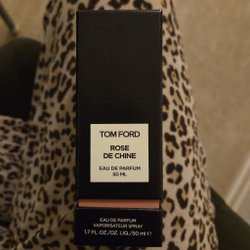 TOM FORD
ROSE
DE CHINE
EAU DE PARFUM
50 ML
EAU DE PARFUM
VAPORISATEUR SPRAY
1.7 FL.OZ./OZ. LIQ./50 ml ℮